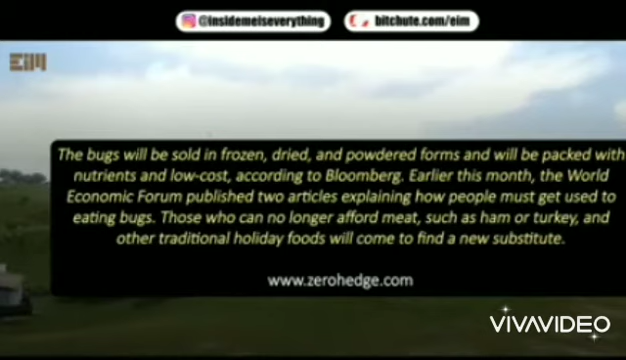 @insidemeiseverything bitchute.com/eim
EIM
The bugs will be sold in frozen, dried, and powdered forms and will be packed with
nutrients and low-cost, according to Bloomberg. Earlier this month, the World
Economic Forum published two articles explaining how people must get used to
eating bugs. Those who can no longer afford meat, such as ham or turkey, and
other traditional holiday foods will come to find a new substitute.
www.zerohedge.com
VIVAVIDEO